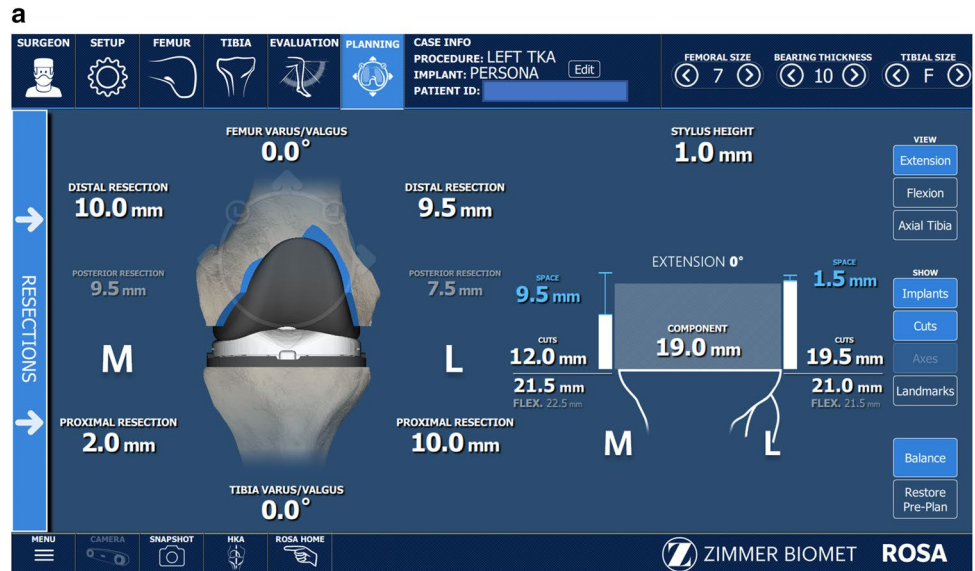 a
SURGEON SETUP FEMUR TIBIA EVALUATION PLANNING
CASE INFO
PROCEDURE: LEFT TKA
IMPLANT: PERSONA
Edit
PATIENT ID:
FEMORAL SIZE
7
BEARING THICKNESS
10
TIBIAL SIZE
F
RESECTIONS
FEMUR VARUS/VALGUS
0.0°
DISTAL RESECTION
10.0 mm
DISTAL RESECTION
9.5 mm
POSTERIOR RESECTION
9.5 mm
POSTERIOR RESECTION
7.5 mm
M
L
PROXIMAL RESECTION
2.0 mm
PROXIMAL RESECTION
10.0 mm
TIBIA VARUS/VALGUS
0.0°
STYLUS HEIGHT
1.0 mm
EXTENSION 0°
SPACE
9.5 mm
SPACE
1.5 mm
COMPONENT
19.0 mm
CUTS
12.0 mm
CUTS
19.5 mm
21.5 mm
FLEX. 22.5 mm
21.0 mm
FLEX. 21.5 mm
M
L
VIEW
Extension
Flexion
Axial Tibia
SHOW
Implants
Cuts
Axes
Landmarks
Balance
Restore
Pre-Plan
MENU CAMERA SNAPSHOT HKA ROSA HOME
Z ZIMMER BIOMET ROSA